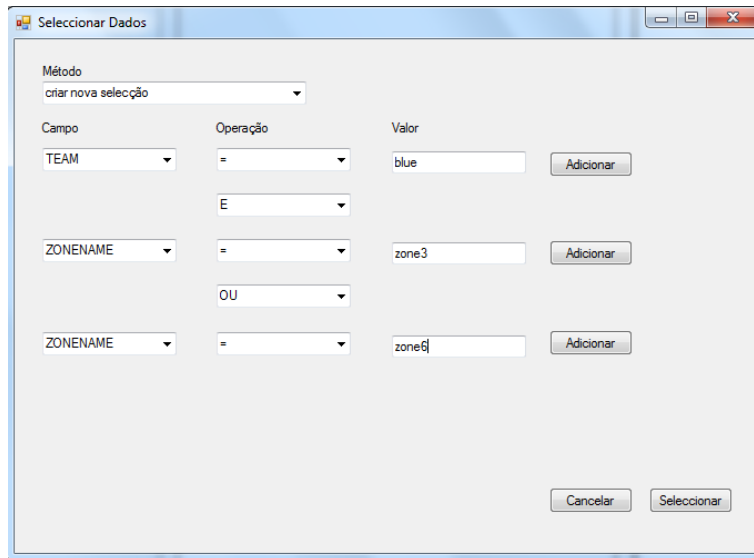 Seleccionar Dados
Método
criar nova selecção
Campo Operação Valor
TEAM = blue Adicionar
E
ZONENAME = zone3 Adicionar
OU
ZONENAME = zone6 Adicionar
Cancelar Seleccionar